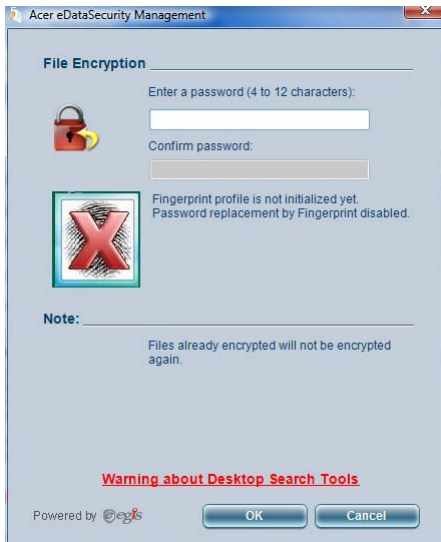 Acer eDataSecurity Management
File Encryption
Enter a password (4 to 12 characters):
Confirm password:
Fingerprint profile is not initialized yet.
Password replacement by Fingerprint disabled.
Note:
Files already encrypted will not be encrypted
again.
Warning about Desktop Search Tools
Powered by egis
OK
Cancel